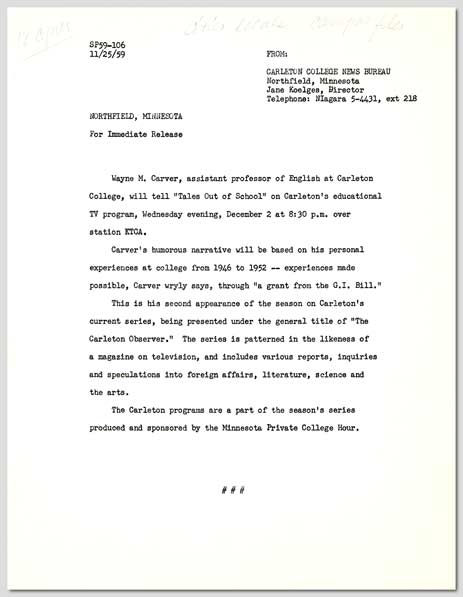 SP59-106
11/25/59
FROM:
CARLETON COLLEGE NEWS BUREAU
Northfield, Minnesota
Jane Koelges, Director
Telephone: NIagara 5-4431, ext 218
NORTHFIELD, MINNESOTA
For Immediate Release
Wayne M. Carver, assistant professor of English at Carleton
College, will tell "Tales Out of School" on Carleton's educational
TV program, Wednesday evening, December 2 at 8:30 p.m. over
station KTCA.
Carver's humorous narrative will be based on his personal
experiences at college from 1946 to 1952 -- experiences made
possible, Carver wryly says, through "a grant from the G.I. Bill."
This is his second appearance of the season on Carleton's
current series, being presented under the general title of "The
Carleton Observer." The series is patterned in the likeness of
a magazine on television, and includes various reports, inquiries
and speculations into foreign affairs, literature, science and
the arts.
The Carleton programs are a part of the season's series
produced and sponsored by the Minnesota Private College Hour.
# # #